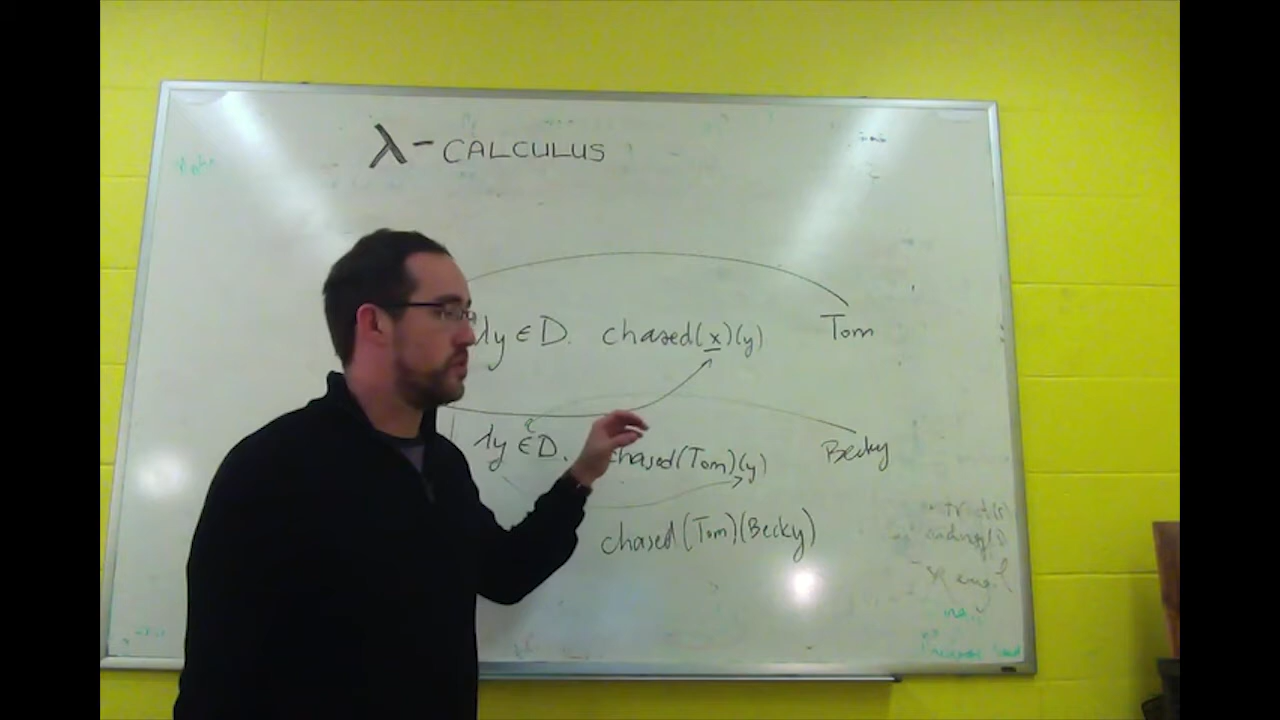 λ-CALCULUS
λy ∈ D. chased(x)(y) Tom
λy ∈ D. chased(Tom)(y) Becky
chased(Tom)(Becky)